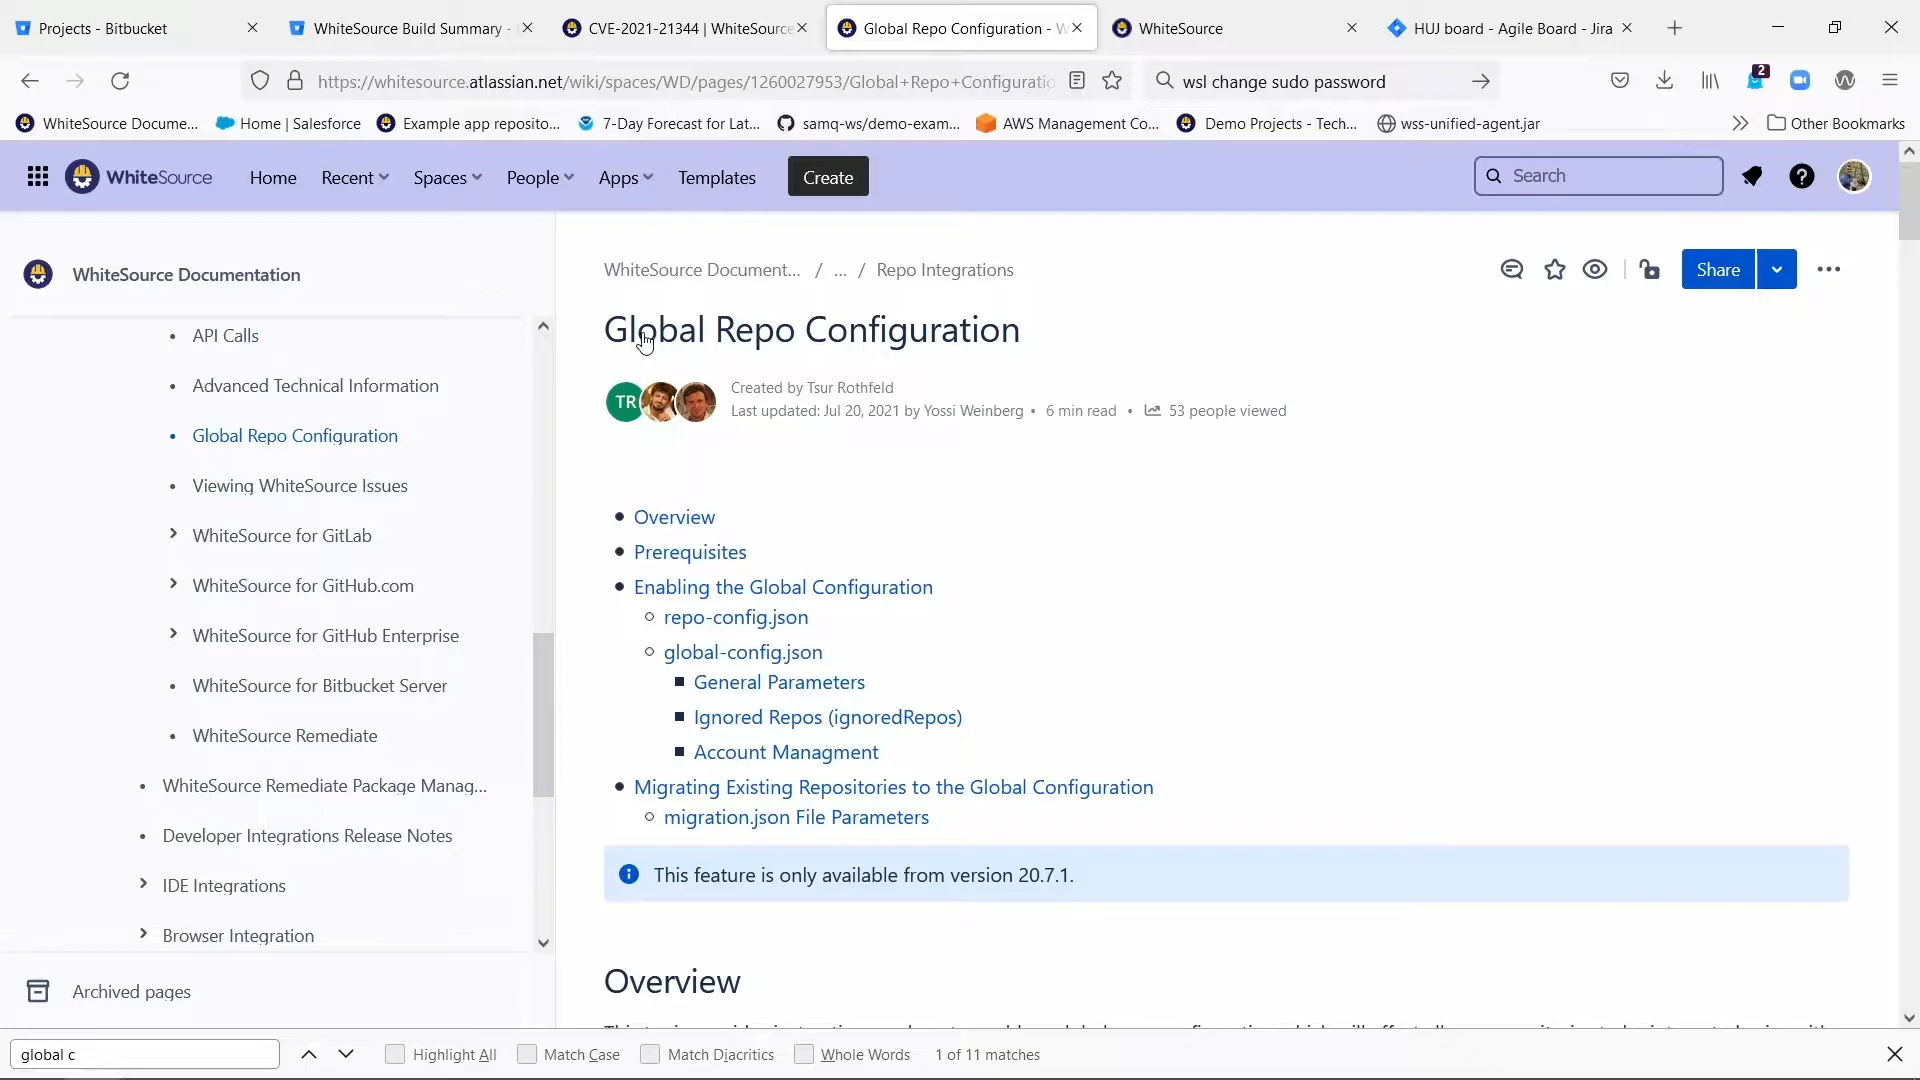 Projects - Bitbucket
WhiteSource Build Summary -
CVE-2021-21344 | WhiteSource
Global Repo Configuration - W
WhiteSource
HUJ board - Agile Board - Jira
https://whitesource.atlassian.net/wiki/spaces/WD/pages/1260027953/Global+Repo+Configuratio
wsl change sudo password
2
WhiteSource Docume...
Home | Salesforce
Example app reposito...
7-Day Forecast for Lat...
samq-ws/demo-exam...
AWS Management Co...
Demo Projects - Tech...
wss-unified-agent.jar
Other Bookmarks
WhiteSource
Home
Recent
Spaces
People
Apps
Templates
Create
Search
WhiteSource Documentation
API Calls
Advanced Technical Information
Global Repo Configuration
Viewing WhiteSource Issues
WhiteSource for GitLab
WhiteSource for GitHub.com
WhiteSource for GitHub Enterprise
WhiteSource for Bitbucket Server
WhiteSource Remediate
WhiteSource Remediate Package Manag...
Developer Integrations Release Notes
IDE Integrations
Browser Integration
Archived pages
WhiteSource Document... / ... / Repo Integrations
Share
Global Repo Configuration
TR
Created by Tsur Rothfeld
Last updated: Jul 20, 2021 by Yossi Weinberg • 6 min read • 53 people viewed
Overview
Prerequisites
Enabling the Global Configuration
repo-config.json
global-config.json
General Parameters
Ignored Repos (ignoredRepos)
Account Managment
Migrating Existing Repositories to the Global Configuration
migration.json File Parameters
This feature is only available from version 20.7.1.
Overview
global c
Highlight All
Match Case
Match Diacritics
Whole Words
1 of 11 matches